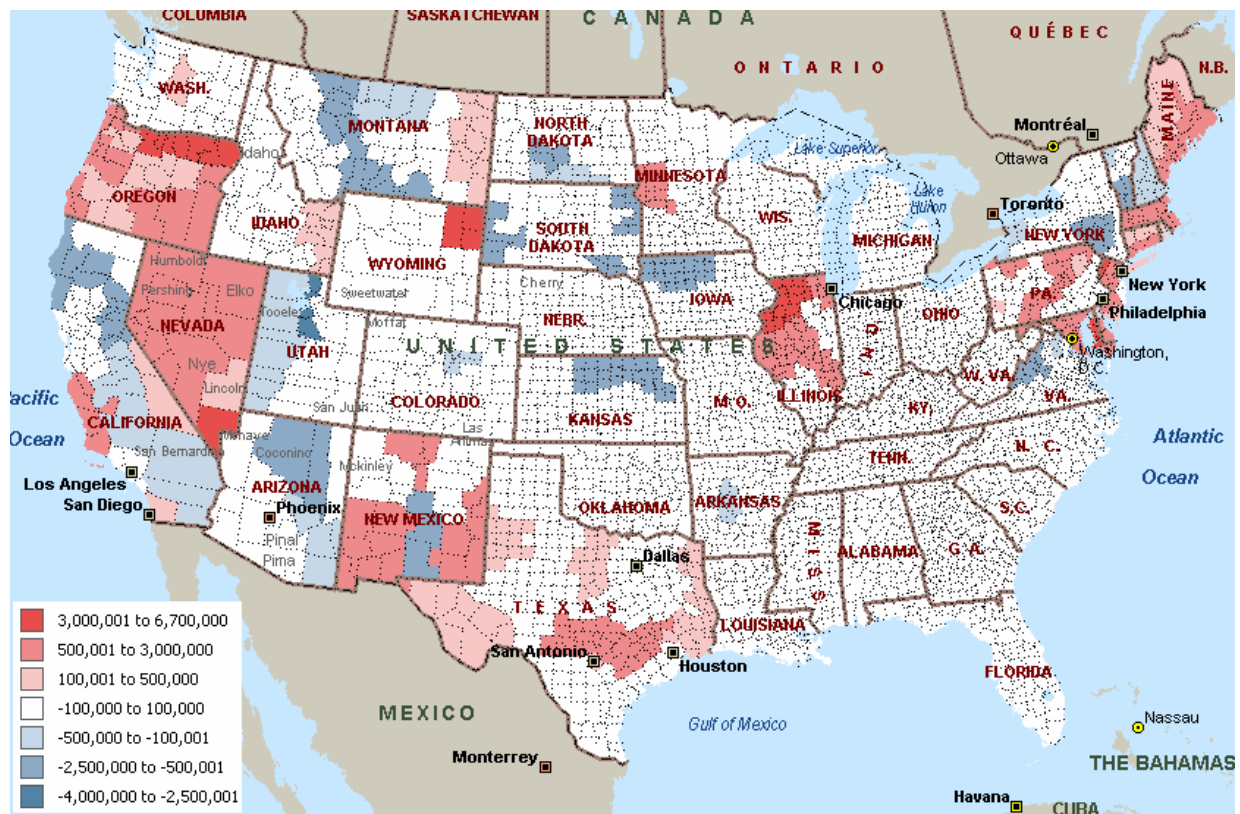 COLUMBIA
SASKATCHEWAN
CANADA
QUÉBEC
ONTARIO
N.B.
WASH.
MONTANA
NORTH
DAKOTA
MINNESOTA
Lake Superior
MAINE
Montréal
Ottawa
Idaho
OREGON
IDAHO
SOUTH
DAKOTA
WIS.
Lake
Huron
Toronto
MICHIGAN
NEW YORK
WYOMING
Humboldt
Pershing
Elko
Sweetwater
Cherry
IOWA
Chicago
PA.
New York
Philadelphia
NEVADA
Tooele
Moffat
NEBR.
OHIO
UNITED STATES
UTAH
IND.
Washington,
D.C.
Nye
Lincoln
W. VA.
VA.
Pacific
Ocean
CALIFORNIA
San Juan
COLORADO
KANSAS
MO.
ILLINOIS
KY.
Atlantic
Ocean
Mohave
San Bernardino
Coconino
Mckinley
Las
Animas
TENN.
N. C.
Los Angeles
San Diego
ARIZONA
Phoenix
NEW MEXICO
OKLAHOMA
ARKANSAS
S.C.
Pinal
Pima
MISS
ALABAMA
GA.
Dallas
TEXAS
LOUISIANA
San Antonio
Houston
FLORIDA
3,000,001 to 6,700,000
500,001 to 3,000,000
100,001 to 500,000
-100,000 to 100,000
-500,000 to -100,001
-2,500,000 to -500,001
-4,000,000 to -2,500,001
MEXICO
Gulf of Mexico
Nassau
Monterrey
THE BAHAMAS
Havana
CUBA